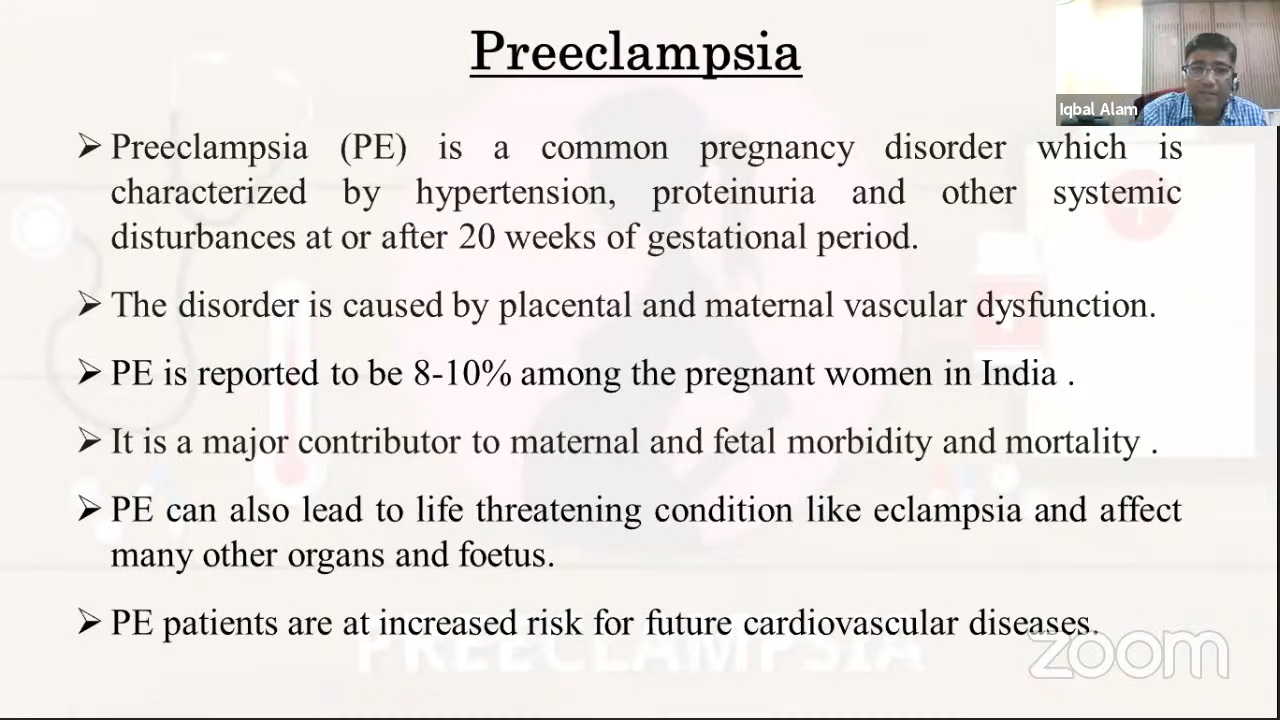 Preeclampsia
Iqbal Alam
➢ Preeclampsia (PE) is a common pregnancy disorder which is
characterized by hypertension, proteinuria and other systemic
disturbances at or after 20 weeks of gestational period.
➢ The disorder is caused by placental and maternal vascular dysfunction.
➢ PE is reported to be 8-10% among the pregnant women in India .
➢ It is a major contributor to maternal and fetal morbidity and mortality .
➢ PE can also lead to life threatening condition like eclampsia and affect
many other organs and foetus.
➢ PE patients are at increased risk for future cardiovascular diseases.
PREECLAMPSIA
zoom